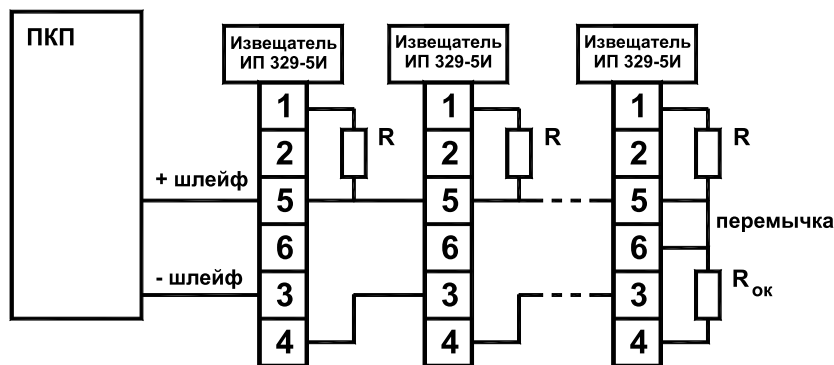 ПКП
Извещатель
ИП 329-5И
Извещатель
ИП 329-5И
Извещатель
ИП 329-5И
1
2
5
6
3
4
1
2
5
6
3
4
1
2
5
6
3
4
R
R
R
+ шлейф
- шлейф
перемычка
Rок